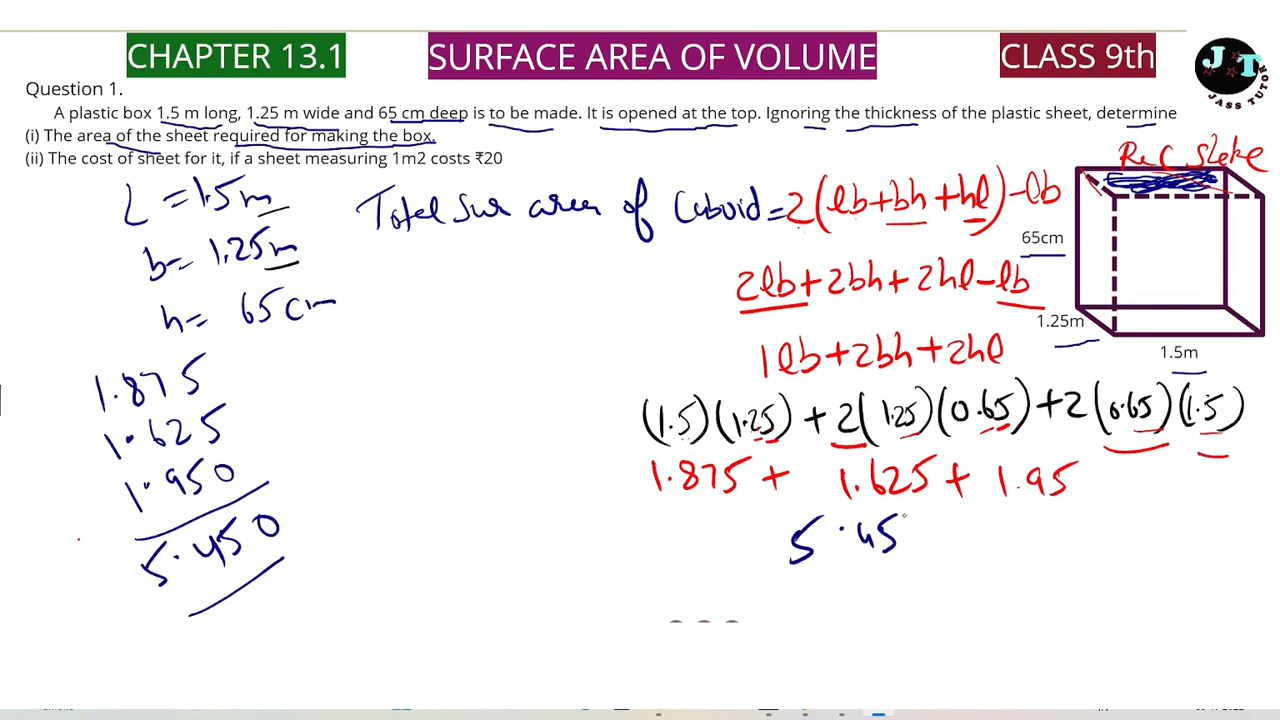 CHAPTER 13.1 SURFACE AREA OF VOLUME CLASS 9th
JT
JASS TUTOR
Question 1.
A plastic box 1.5 m long, 1.25 m wide and 65 cm deep is to be made. It is opened at the top. Ignoring the thickness of the plastic sheet, determine
(i) The area of the sheet required for making the box.
(ii) The cost of sheet for it, if a sheet measuring 1m2 costs ₹20
L = 1.5m
b = 1.25m
h = 65cm
Total Sur area of Cuboid = 2(lb+bh+hl)-lb
2lb+2bh+2hl-lb
1lb+2bh+2hl
(1.5)(1.25) + 2(1.25)(0.65) + 2(0.65)(1.5)
1.875 + 1.625 + 1.95
5.45
1.875
1.625
1.950
5.450
Rec
65cm
1.25m
1.5m